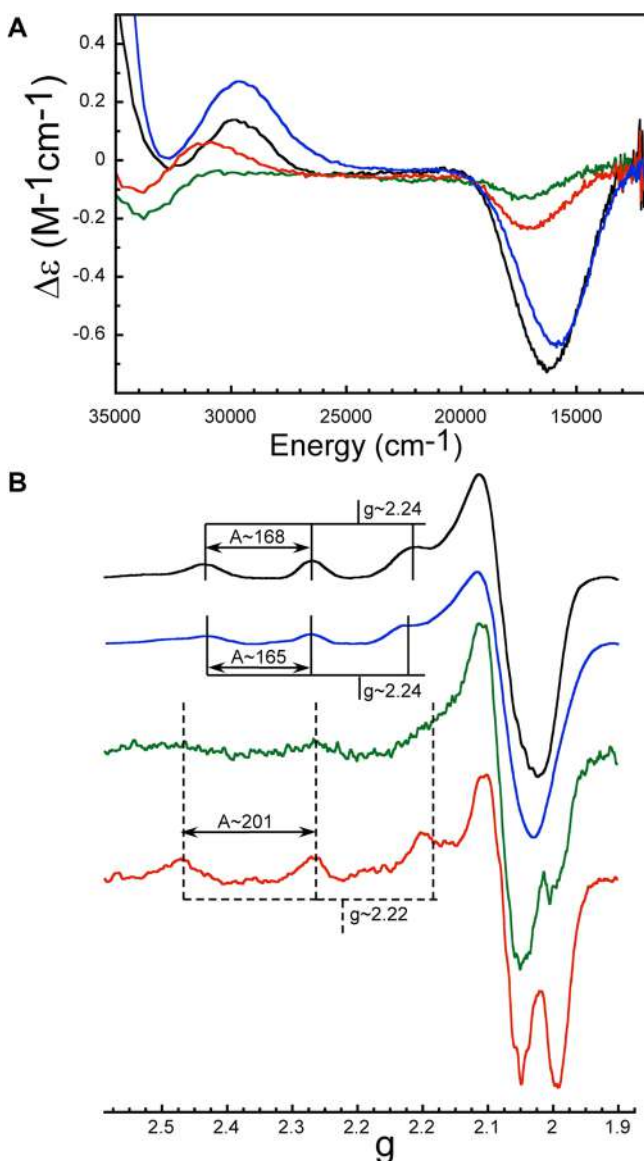 A
0.4
0.2
0
-0.2
-0.4
-0.6
Δε (M-1cm-1)
35000 30000 25000 20000 15000
Energy (cm-1)
B
g~2.24
A~168
A~165
g~2.24
A~201
g~2.22
2.5 2.3 2.2 2.1 2 1.9
g